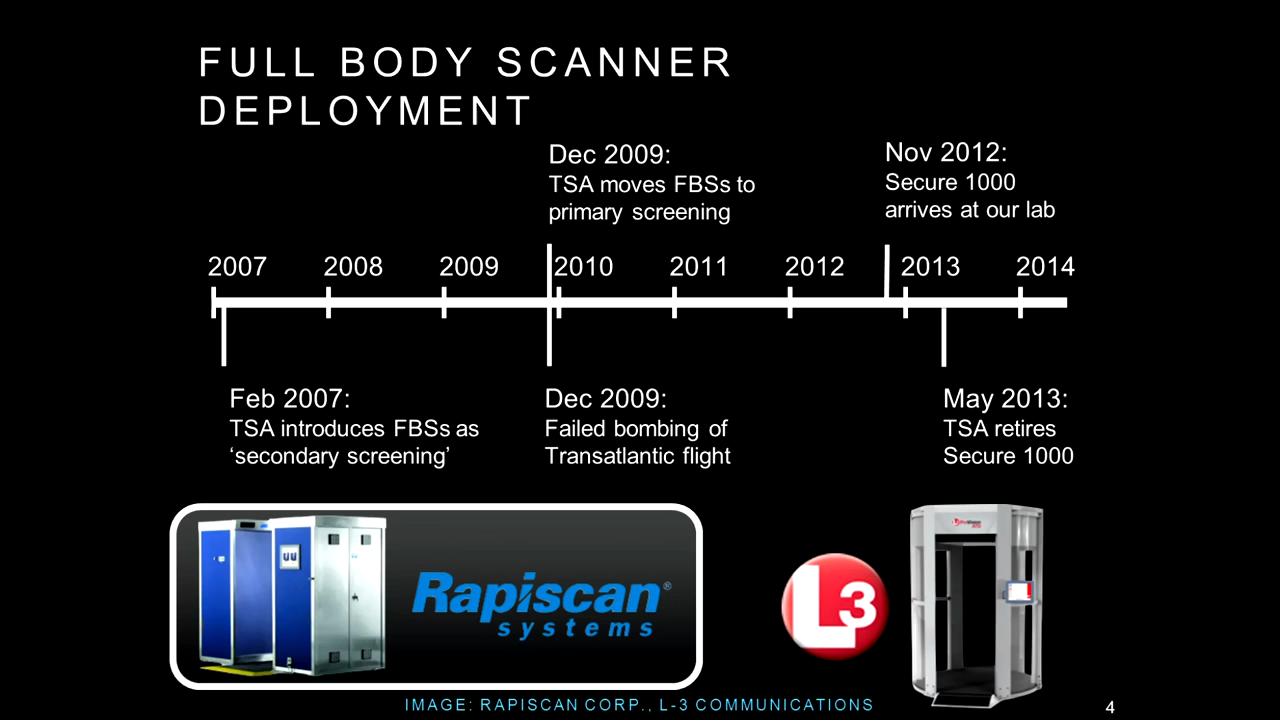 FULL BODY SCANNER
DEPLOYMENT
Dec 2009:
TSA moves FBSs to
primary screening
Nov 2012:
Secure 1000
arrives at our lab
2007 2008 2009 2010 2011 2012 2013 2014
Feb 2007:
TSA introduces FBSs as
‘secondary screening’
Dec 2009:
Failed bombing of
Transatlantic flight
May 2013:
TSA retires
Secure 1000
Rapiscan®
systems
L3
IMAGE: RAPISCAN CORP., L-3 COMMUNICATIONS
4